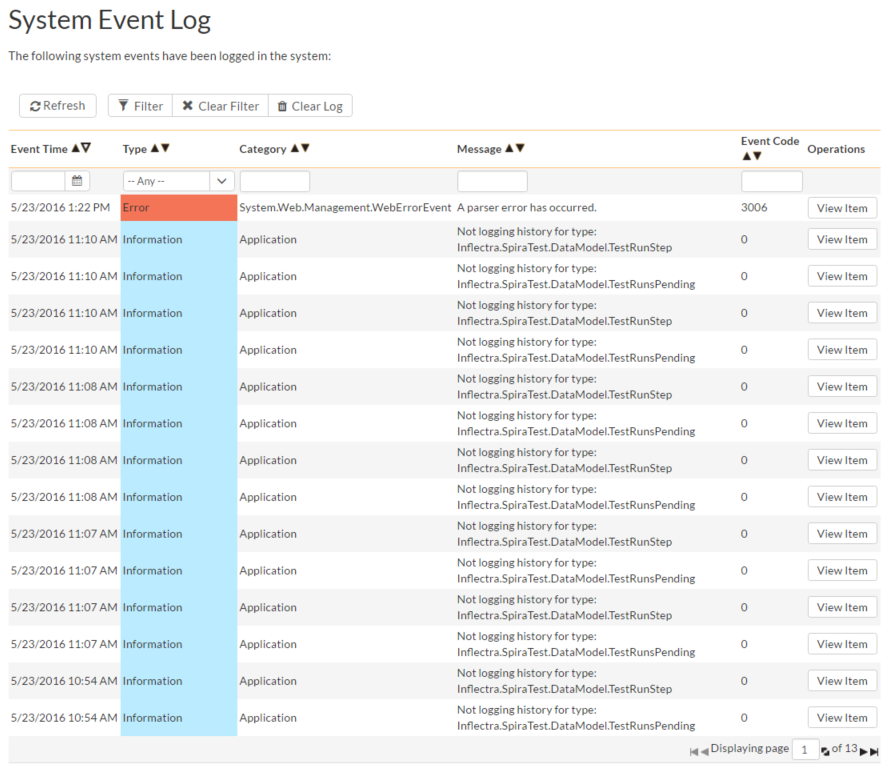 System Event Log
The following system events have been logged in the system:
Refresh Filter Clear Filter Clear Log
Event Time Type Category Message Event Code Operations
-- Any --
5/23/2016 1:22 PM Error System.Web.Management.WebErrorEvent A parser error has occurred. 3006 View Item
5/23/2016 11:10 AM Information Application Not logging history for type: 0 View Item
Inflectra.SpiraTest.DataModel.TestRunStep
5/23/2016 11:10 AM Information Application Not logging history for type: 0 View Item
Inflectra.SpiraTest.DataModel.TestRunsPending
5/23/2016 11:10 AM Information Application Not logging history for type: 0 View Item
Inflectra.SpiraTest.DataModel.TestRunStep
5/23/2016 11:10 AM Information Application Not logging history for type: 0 View Item
Inflectra.SpiraTest.DataModel.TestRunsPending
5/23/2016 11:08 AM Information Application Not logging history for type: 0 View Item
Inflectra.SpiraTest.DataModel.TestRunStep
5/23/2016 11:08 AM Information Application Not logging history for type: 0 View Item
Inflectra.SpiraTest.DataModel.TestRunsPending
5/23/2016 11:08 AM Information Application Not logging history for type: 0 View Item
Inflectra.SpiraTest.DataModel.TestRunStep
5/23/2016 11:08 AM Information Application Not logging history for type: 0 View Item
Inflectra.SpiraTest.DataModel.TestRunsPending
5/23/2016 11:07 AM Information Application Not logging history for type: 0 View Item
Inflectra.SpiraTest.DataModel.TestRunStep
5/23/2016 11:07 AM Information Application Not logging history for type: 0 View Item
Inflectra.SpiraTest.DataModel.TestRunsPending
5/23/2016 11:07 AM Information Application Not logging history for type: 0 View Item
Inflectra.SpiraTest.DataModel.TestRunStep
5/23/2016 11:07 AM Information Application Not logging history for type: 0 View Item
Inflectra.SpiraTest.DataModel.TestRunsPending
5/23/2016 10:54 AM Information Application Not logging history for type: 0 View Item
Inflectra.SpiraTest.DataModel.TestRunStep
5/23/2016 10:54 AM Information Application Not logging history for type: 0 View Item
Inflectra.SpiraTest.DataModel.TestRunsPending
Displaying page 1 of 13